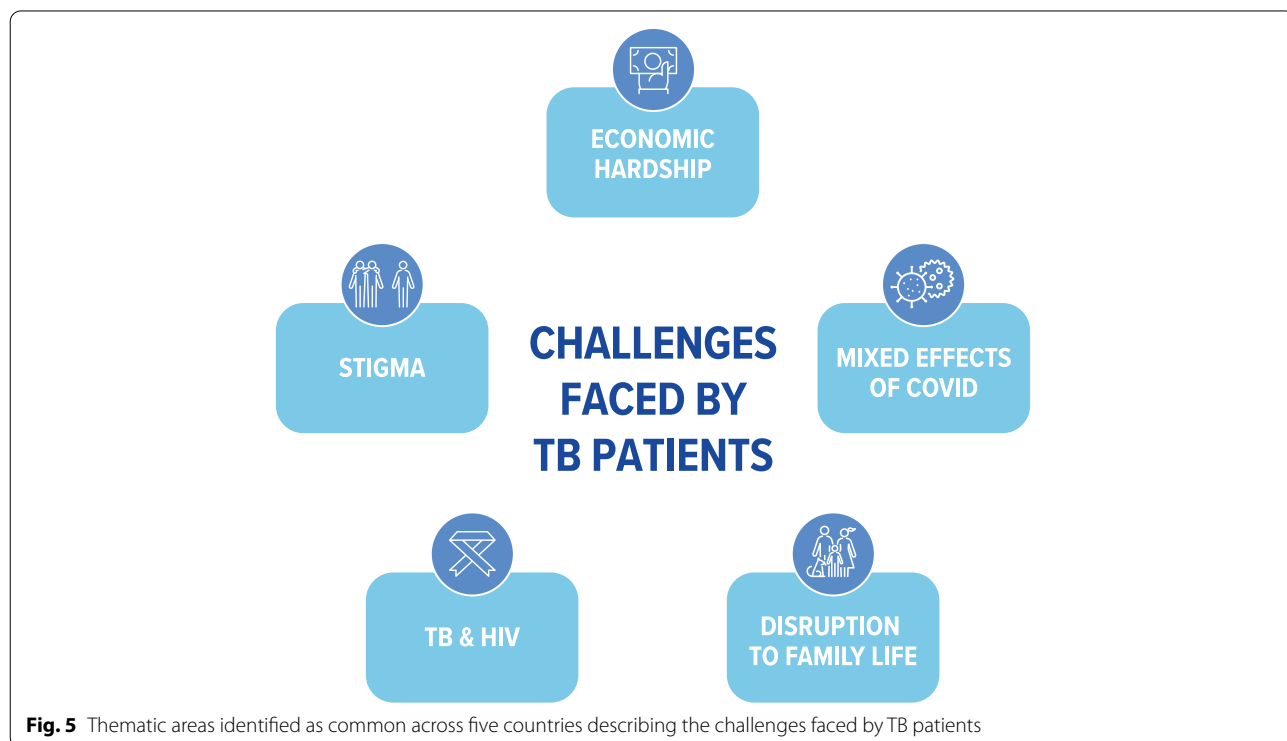 ECONOMIC
HARDSHIP
STIGMA
CHALLENGES
FACED BY
TB PATIENTS
MIXED EFFECTS
OF COVID
TB & HIV
DISRUPTION
TO FAMILY LIFE
Fig. 5 Thematic areas identified as common across five countries describing the challenges faced by TB patients